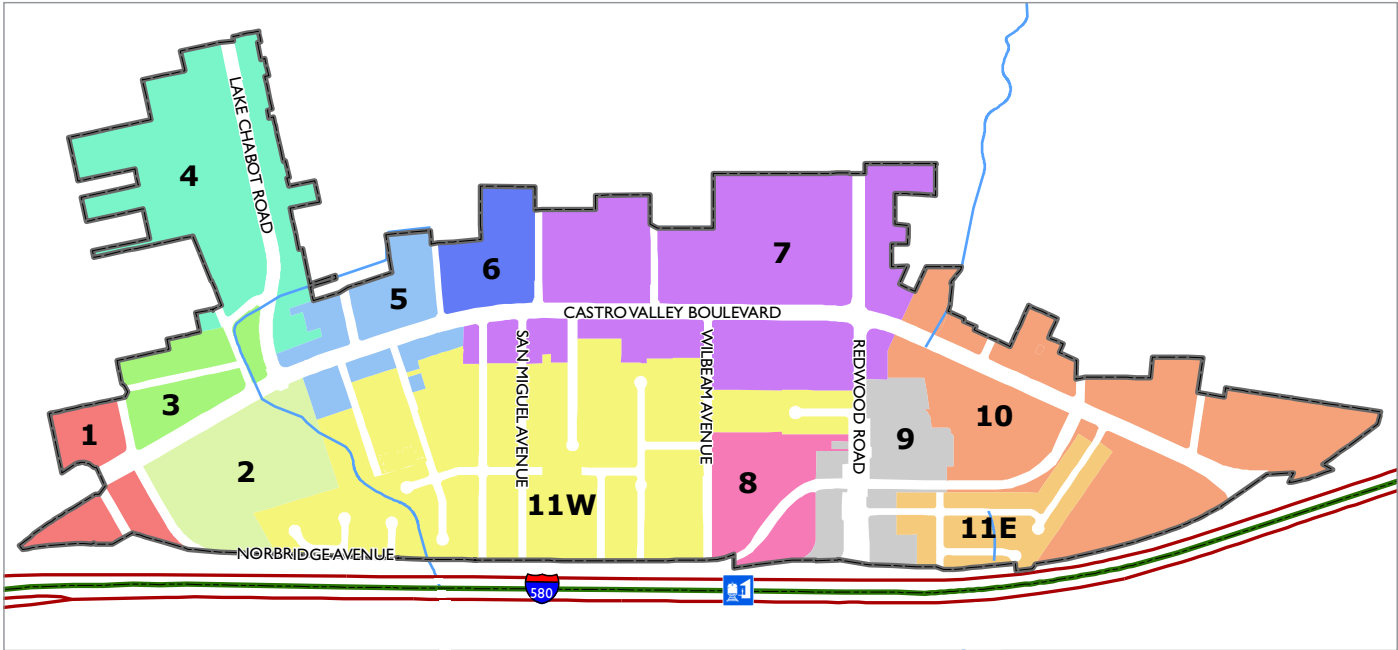 LAKE CHABOT ROAD
4
7
6
5
CASTRO VALLEY BOULEVARD
SAN MIGUEL AVENUE
WILBEAM AVENUE
REDWOOD ROAD
3
10
1
9
2
8
11W
11E
NORBRIDGE AVENUE
580